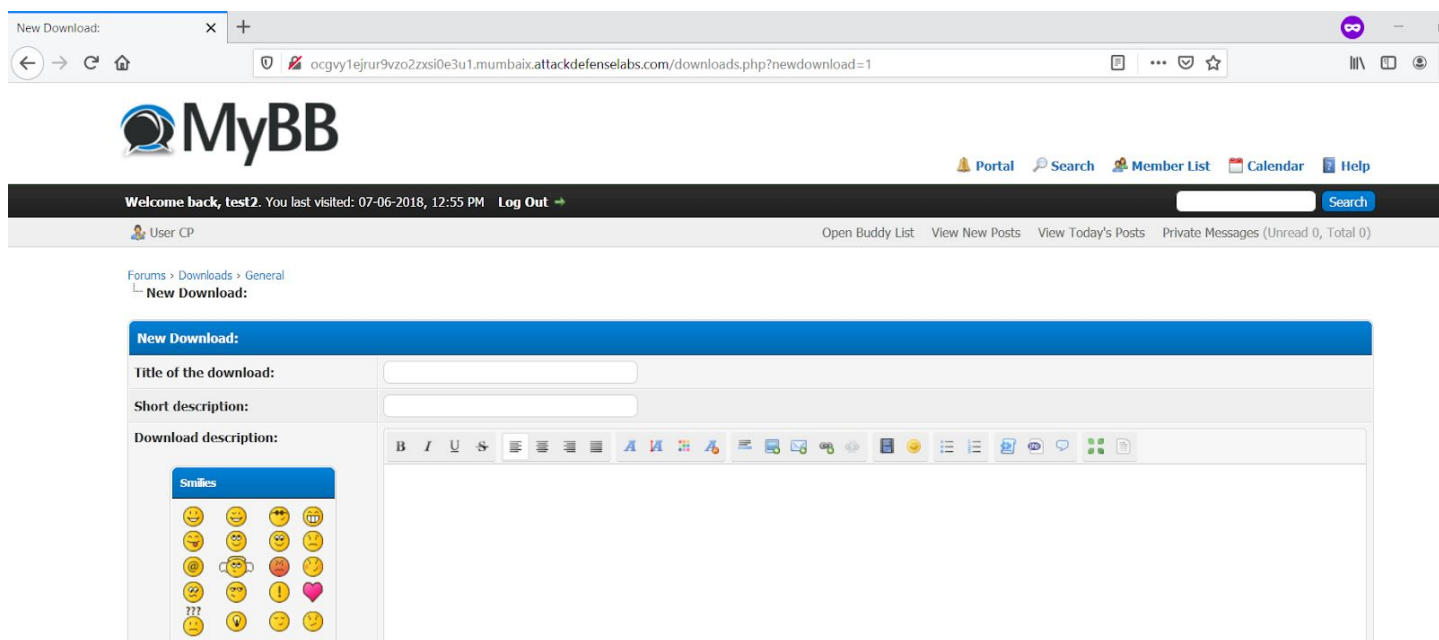 New Download:
ocgvy1ejrur9vzo2zxsi0e3u1.mumbaix.attackdefenselabs.com/downloads.php?newdownload=1
MyBB
Portal Search Member List Calendar Help
Welcome back, test2. You last visited: 07-06-2018, 12:55 PM Log Out
Search
User CP
Open Buddy List View New Posts View Today's Posts Private Messages (Unread 0, Total 0)
Forums › Downloads › General
New Download:
New Download:
Title of the download:
Short description:
Download description:
B I U S
Smilies
???